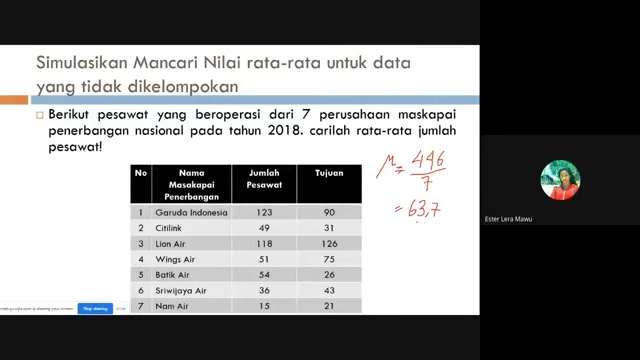 Simulasikan Mancari Nilai rata-rata untuk data
yang tidak dikelompokan
Berikut pesawat yang beroperasi dari 7 perusahaan maskapai
penerbangan nasional pada tahun 2018. carilah rata-rata jumlah
pesawat!
No Nama Masakapai Penerbangan Jumlah Pesawat Tujuan
1 Garuda Indonesia 123 90
2 Citilink 49 31
3 Lion Air 118 126
4 Wings Air 51 75
5 Batik Air 54 26
6 Sriwijaya Air 36 43
7 Nam Air 15 21
μ = 446
7
= 63,7
Ester Lera Mawu
Stop sharing